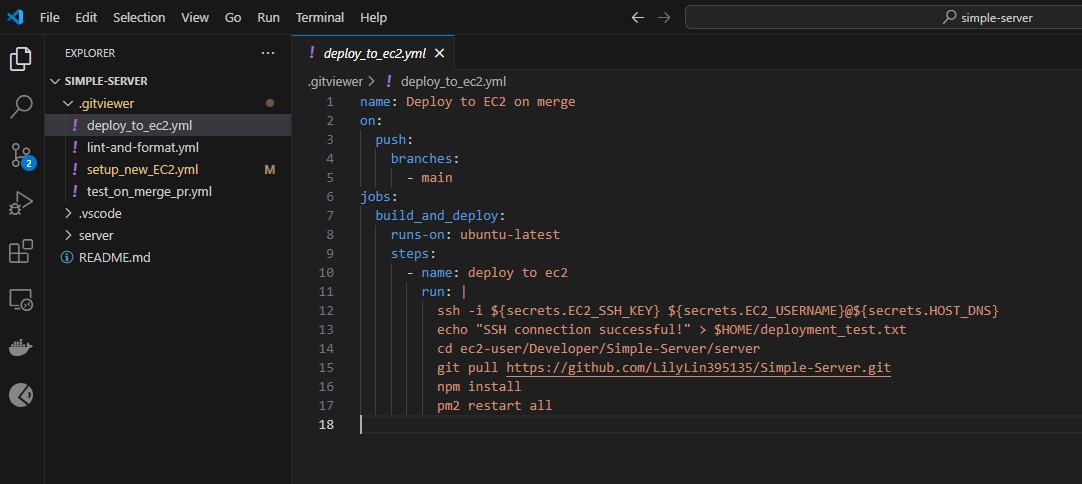 File Edit Selection View Go Run Terminal Help simple-server
EXPLORER ···
deploy_to_ec2.yml
SIMPLE-SERVER
.gitviewer
deploy_to_ec2.yml
lint-and-format.yml
setup_new_EC2.yml M
test_on_merge_pr.yml
.vscode
server
README.md
2
.gitviewer > ! deploy_to_ec2.yml
1 name: Deploy to EC2 on merge
2 on:
3 push:
4 branches:
5 - main
6 jobs:
7 build_and_deploy:
8 runs-on: ubuntu-latest
9 steps:
10 - name: deploy to ec2
11 run: |
12 ssh -i ${secrets.EC2_SSH_KEY} ${secrets.EC2_USERNAME}@${secrets.HOST_DNS}
13 echo "SSH connection successful!" > $HOME/deployment_test.txt
14 cd ec2-user/Developer/Simple-Server/server
15 git pull https://github.com/LilyLin395135/Simple-Server.git
16 npm install
17 pm2 restart all
18